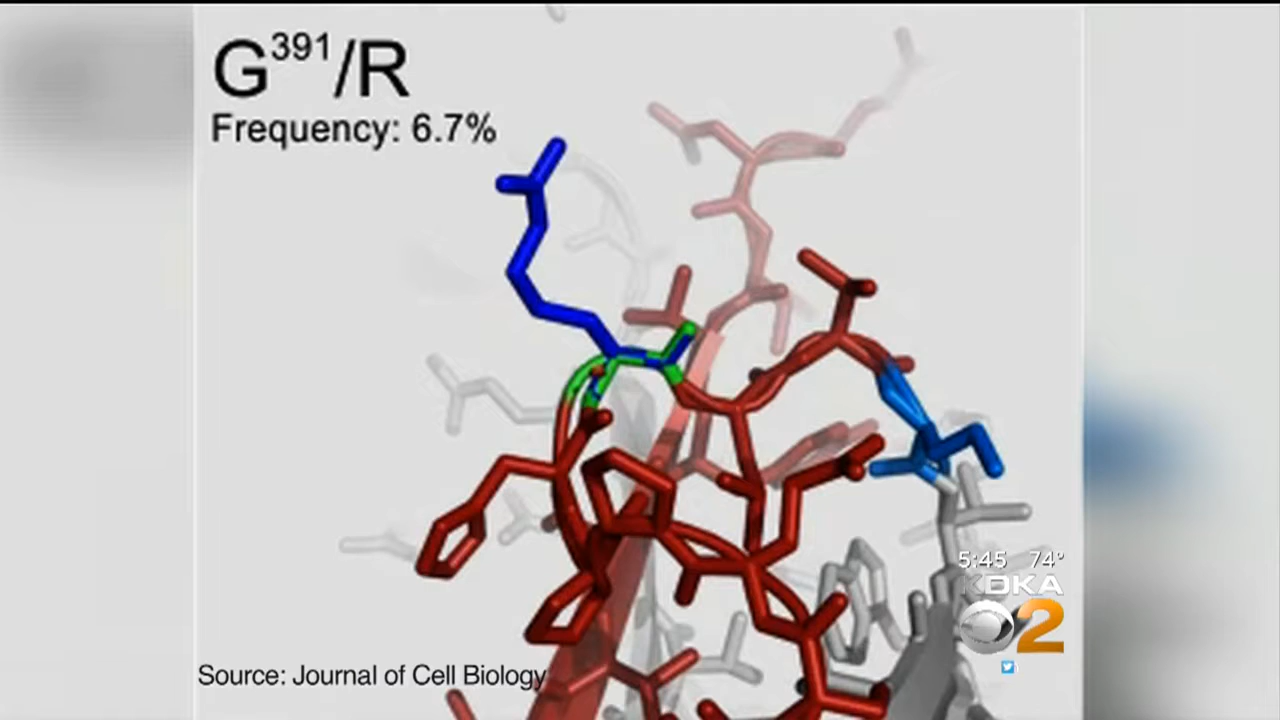 G³⁹¹/R
Frequency: 6.7%
Source: Journal of Cell Biology
5:45 74°
KDKA
2